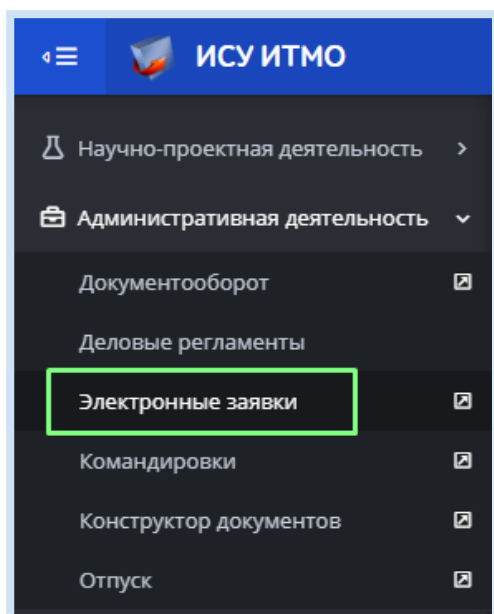 ИСУ ИТМО
Научно-проектная деятельность
Административная деятельность
Документооборот
Деловые регламенты
Электронные заявки
Командировки
Конструктор документов
Отпуск